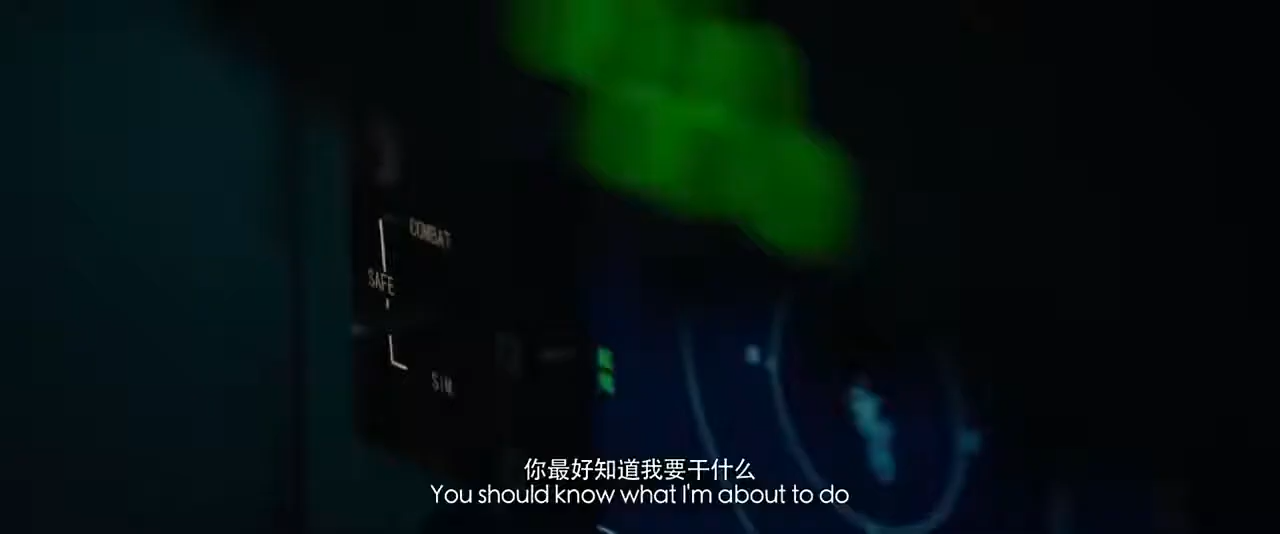 COMBAT
SAFE
SIM
你最好知道我要干什么
You should know what I'm about to do